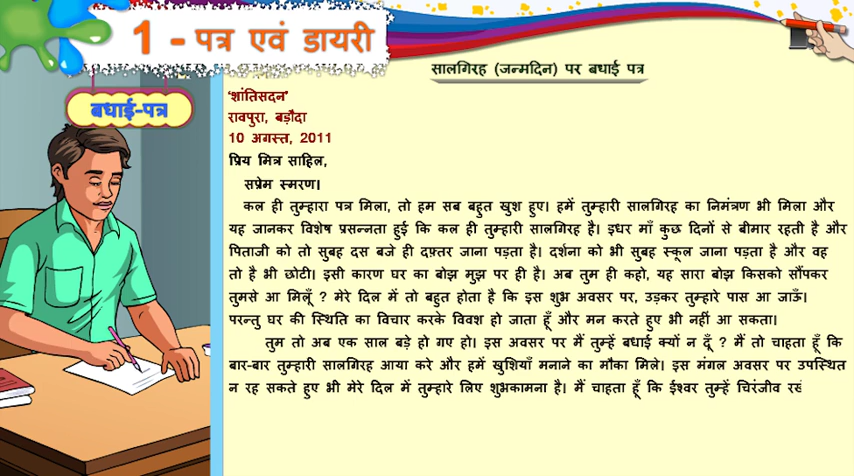 1 - पत्र एवं डायरी
बधाई-पत्र
सालगिरह (जन्मदिन) पर बधाई पत्र
‘शांतिसदन’
रावपुरा, बड़ौदा
10 अगस्त, 2011
प्रिय मित्र साहिल,
सप्रेम स्मरण।
कल ही तुम्हारा पत्र मिला, तो हम सब बहुत खुश हुए। हमें तुम्हारी सालगिरह का निमंत्रण भी मिला और
यह जानकर विशेष प्रसन्नता हुई कि कल ही तुम्हारी सालगिरह है। इधर माँ कुछ दिनों से बीमार रहती है और
पिताजी को तो सुबह दस बजे ही दफ़्तर जाना पड़ता है। दर्शना को भी सुबह स्कूल जाना पड़ता है और वह
तो है भी छोटी। इसी कारण घर का बोझ मुझ पर ही है। अब तुम ही कहो, यह सारा बोझ किसको सौंपकर
तुमसे आ मिलूँ ? मेरे दिल में तो बहुत होता है कि इस शुभ अवसर पर, उड़कर तुम्हारे पास आ जाऊँ।
परन्तु घर की स्थिति का विचार करके विवश हो जाता हूँ और मन करते हुए भी नहीं आ सकता।
तुम तो अब एक साल बड़े हो गए हो। इस अवसर पर मैं तुम्हें बधाई क्यों न दूँ ? मैं तो चाहता हूँ कि
बार-बार तुम्हारी सालगिरह आया करे और हमें खुशियाँ मनाने का मौका मिले। इस मंगल अवसर पर उपस्थित
न रह सकते हुए भी मेरे दिल में तुम्हारे लिए शुभकामना है। मैं चाहता हूँ कि ईश्वर तुम्हें चिरंजीव